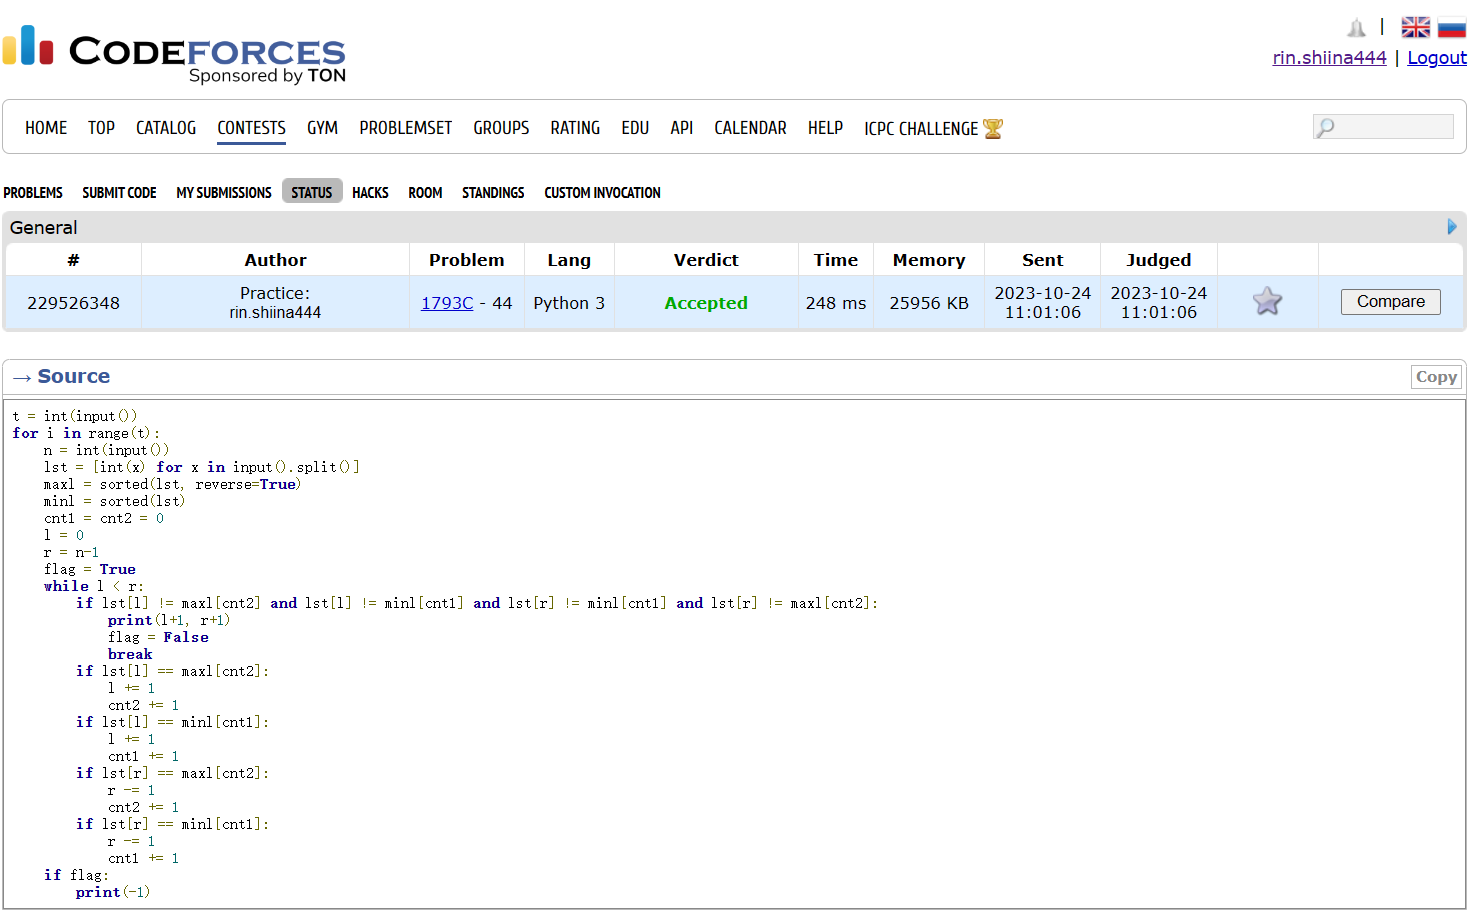 CODEFORCES
Sponsored by TON
|
rin.shiina444 | Logout
HOME TOP CATALOG CONTESTS GYM PROBLEMSET GROUPS RATING EDU API CALENDAR HELP ICPC CHALLENGE
PROBLEMS SUBMIT CODE MY SUBMISSIONS STATUS HACKS ROOM STANDINGS CUSTOM INVOCATION
General
# Author Problem Lang Verdict Time Memory Sent Judged
229526348 Practice: rin.shiina444 1793C - 44 Python 3 Accepted 248 ms 25956 KB 2023-10-24 11:01:06 2023-10-24 11:01:06 Compare
→ Source Copy
t = int(input())
for i in range(t):
    n = int(input())
    lst = [int(x) for x in input().split()]
    maxl = sorted(lst, reverse=True)
    minl = sorted(lst)
    cnt1 = cnt2 = 0
    l = 0
    r = n-1
    flag = True
    while l < r:
        if lst[l] != maxl[cnt2] and lst[l] != minl[cnt1] and lst[r] != minl[cnt1] and lst[r] != maxl[cnt2]:
            print(l+1, r+1)
            flag = False
            break
        if lst[l] == maxl[cnt2]:
            l += 1
            cnt2 += 1
        if lst[l] == minl[cnt1]:
            l += 1
            cnt1 += 1
        if lst[r] == maxl[cnt2]:
            r -= 1
            cnt2 += 1
        if lst[r] == minl[cnt1]:
            r -= 1
            cnt1 += 1
    if flag:
        print(-1)